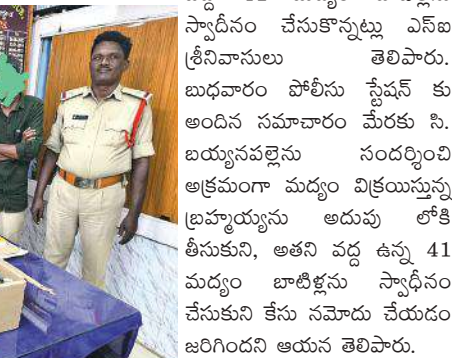 స్వాదీనం చేసుకొన్నట్లు ఎస్ఐ
శ్రీనివాసులు తెలిపారు.
బుధవారం పోలీసు స్టేషన్ కు
అందిన సమాచారం మేరకు సి.
బయ్యనపల్లెను సందర్శించి
అక్రమంగా మద్యం విక్రయిస్తున్న
బ్రహ్మయ్యను అదుపు లోకి
తీసుకుని, అతని వద్ద ఉన్న 41
మద్యం బాటిళ్లను స్వాధీనం
చేసుకుని కేసు నమోదు చేయడం
జరిగిందని ఆయన తెలిపారు.